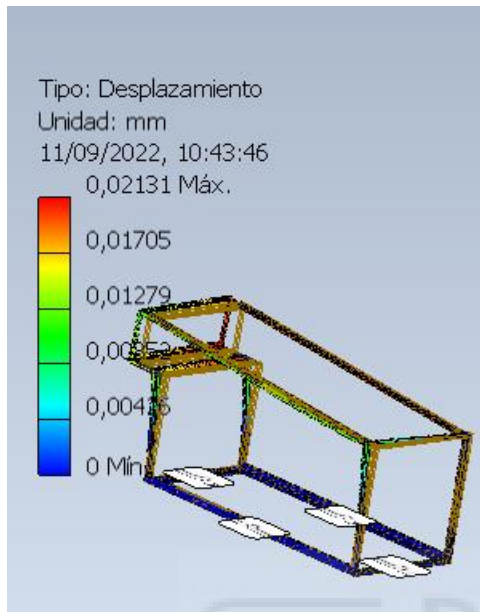 Tipo: Desplazamiento
Unidad: mm
11/09/2022, 10:43:46
0,02131 Máx.
0,01705
0,01279
0 Mín